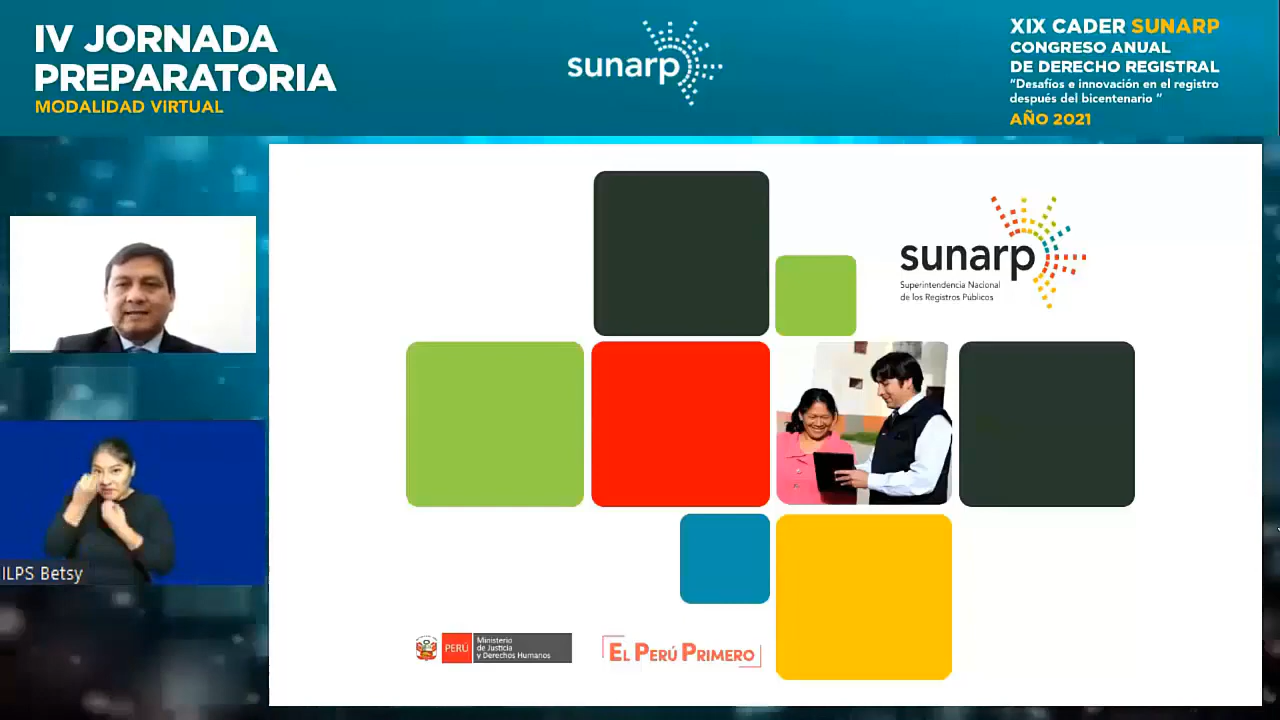 IV JORNADA
PREPARATORIA
MODALIDAD VIRTUAL
sunarp
XIX CADER SUNARP
CONGRESO ANUAL
DE DERECHO REGISTRAL
“Desafíos e innovación en el registro
después del bicentenario ”
AÑO 2021
sunarp
Superintendencia Nacional
de los Registros Públicos
ILPS Betsy
PERÚ
Ministerio
de Justicia
y Derechos Humanos
EL PERÚ PRIMERO